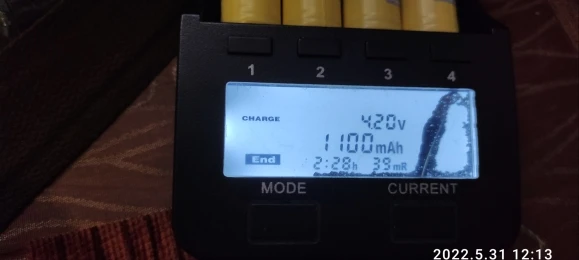 1 2 3 4
CHARGE
4.20v
1100mAh
End 2:28h 39mR
MODE CURRENT
2022.5.31 12:13